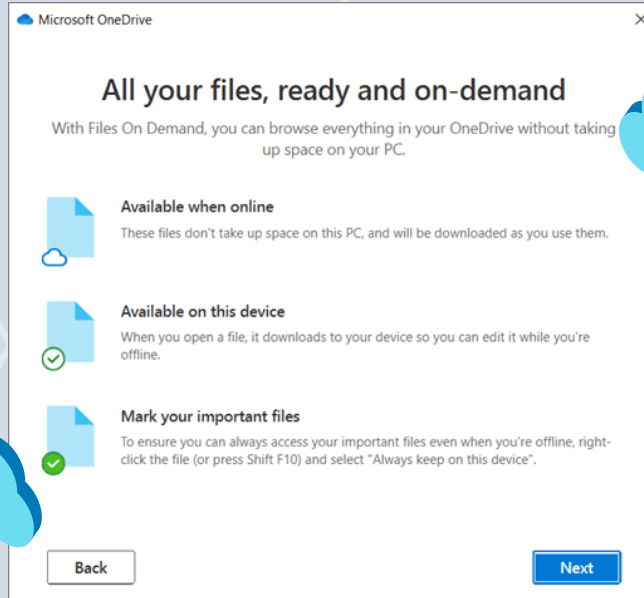 Microsoft OneDrive
All your files, ready and on-demand
With Files On Demand, you can browse everything in your OneDrive without taking
up space on your PC.
Available when online
These files don't take up space on this PC, and will be downloaded as you use them.
Available on this device
When you open a file, it downloads to your device so you can edit it while you're
offline.
Mark your important files
To ensure you can always access your important files even when you're offline, right-
click the file (or press Shift F10) and select "Always keep on this device".
Back
Next